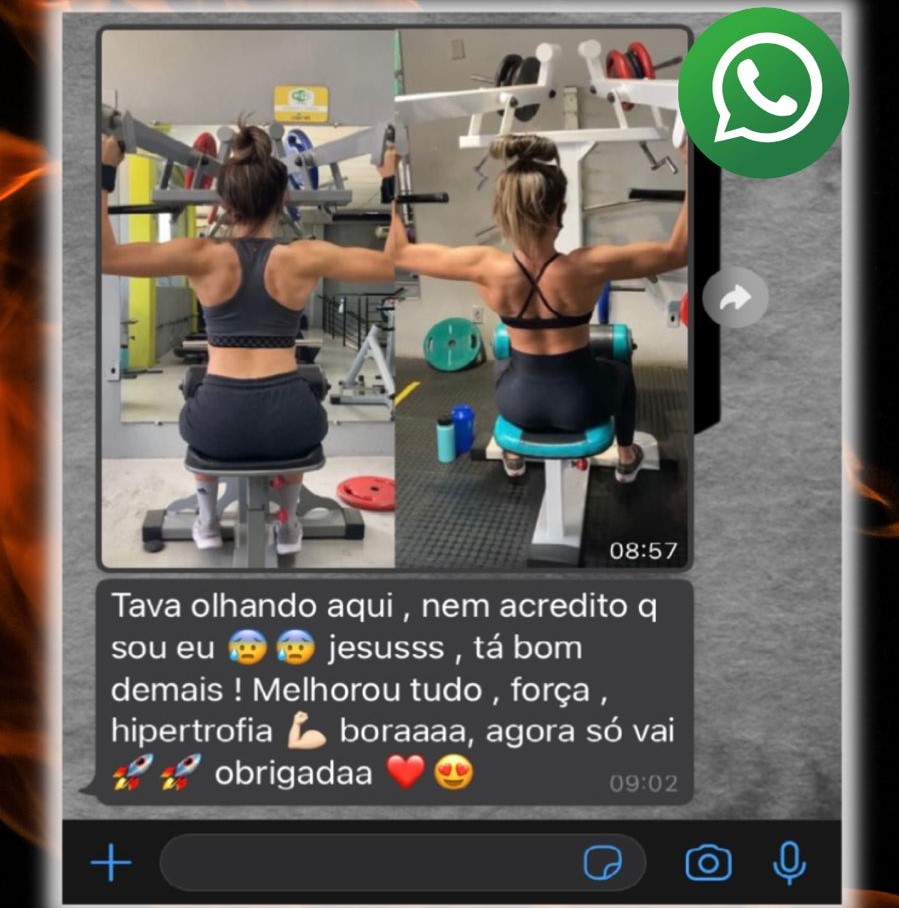 08:57
Tava olhando aqui , nem acredito q
sou eu 😰 😰 jesusss , tá bom
demais ! Melhorou tudo , força ,
hipertrofia 💪🏻 boraaaa, agora só vai
🚀 🚀 obrigadaa ❤️ 😍
09:02